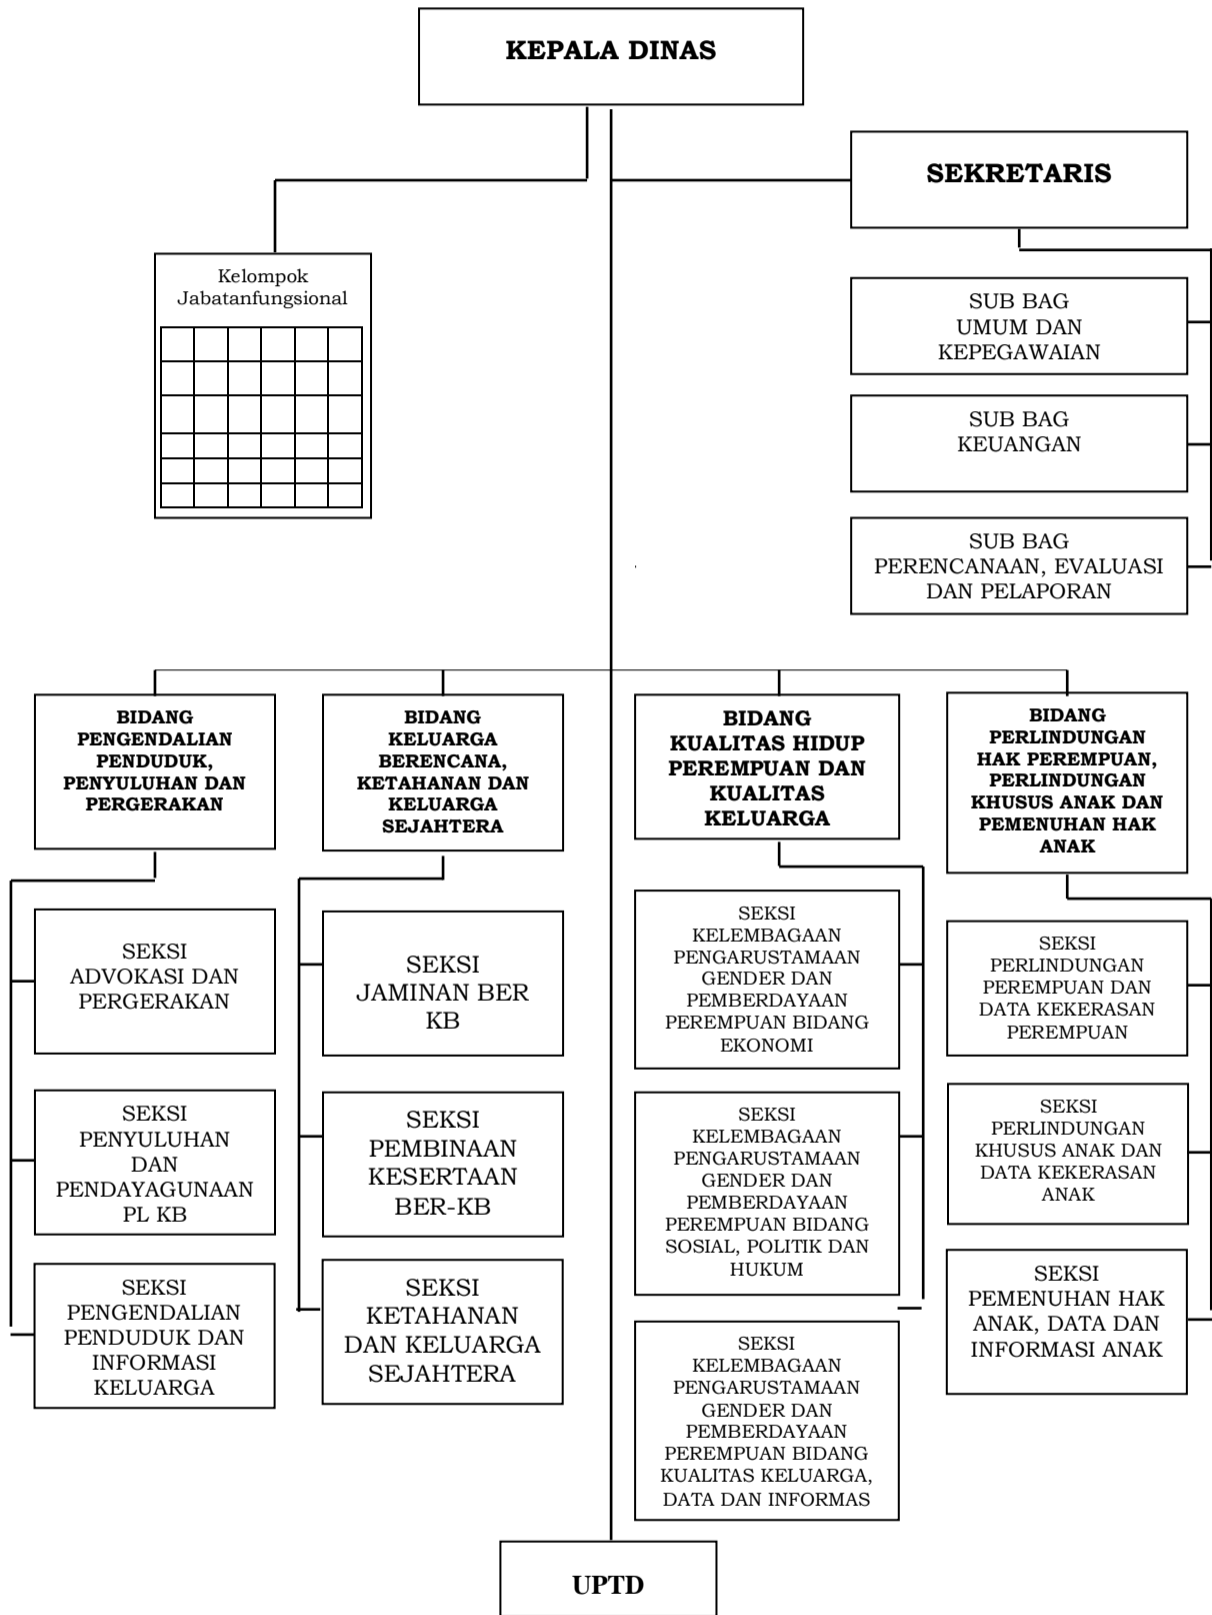 KEPALA DINAS
SEKRETARIS
Kelompok
Jabatanfungsional
SUB BAG
UMUM DAN
KEPEGAWAIAN
SUB BAG
KEUANGAN
SUB BAG
PERENCANAAN, EVALUASI
DAN PELAPORAN
BIDANG
PENGENDALIAN
PENDUDUK,
PENYULUHAN DAN
PERGERAKAN
BIDANG
KELUARGA
BERENCANA,
KETAHANAN DAN
KELUARGA
SEJAHTERA
BIDANG
KUALITAS HIDUP
PEREMPUAN DAN
KUALITAS
KELUARGA
BIDANG
PERLINDUNGAN
HAK PEREMPUAN,
PERLINDUNGAN
KHUSUS ANAK DAN
PEMENUHAN HAK
ANAK
SEKSI
ADVOKASI DAN
PERGERAKAN
SEKSI
JAMINAN BER
KB
SEKSI
KELEMBAGAAN
PENGARUSTAMAAN
GENDER DAN
PEMBERDAYAAN
PEREMPUAN BIDANG
EKONOMI
SEKSI
PERLINDUNGAN
PEREMPUAN DAN
DATA KEKERASAN
PEREMPUAN
SEKSI
PENYULUHAN
DAN
PENDAYAGUNAAN
PL KB
SEKSI
PEMBINAAN
KESERTAAN
BER-KB
SEKSI
KELEMBAGAAN
PENGARUSTAMAAN
GENDER DAN
PEMBERDAYAAN
PEREMPUAN BIDANG
SOSIAL, POLITIK DAN
HUKUM
SEKSI
PERLINDUNGAN
KHUSUS ANAK DAN
DATA KEKERASAN
ANAK
SEKSI
PENGENDALIAN
PENDUDUK DAN
INFORMASI
KELUARGA
SEKSI
KETAHANAN
DAN KELUARGA
SEJAHTERA
SEKSI
KELEMBAGAAN
PENGARUSTAMAAN
GENDER DAN
PEMBERDAYAAN
PEREMPUAN BIDANG
KUALITAS KELUARGA,
DATA DAN INFORMAS
SEKSI
PEMENUHAN HAK
ANAK, DATA DAN
INFORMASI ANAK
UPTD